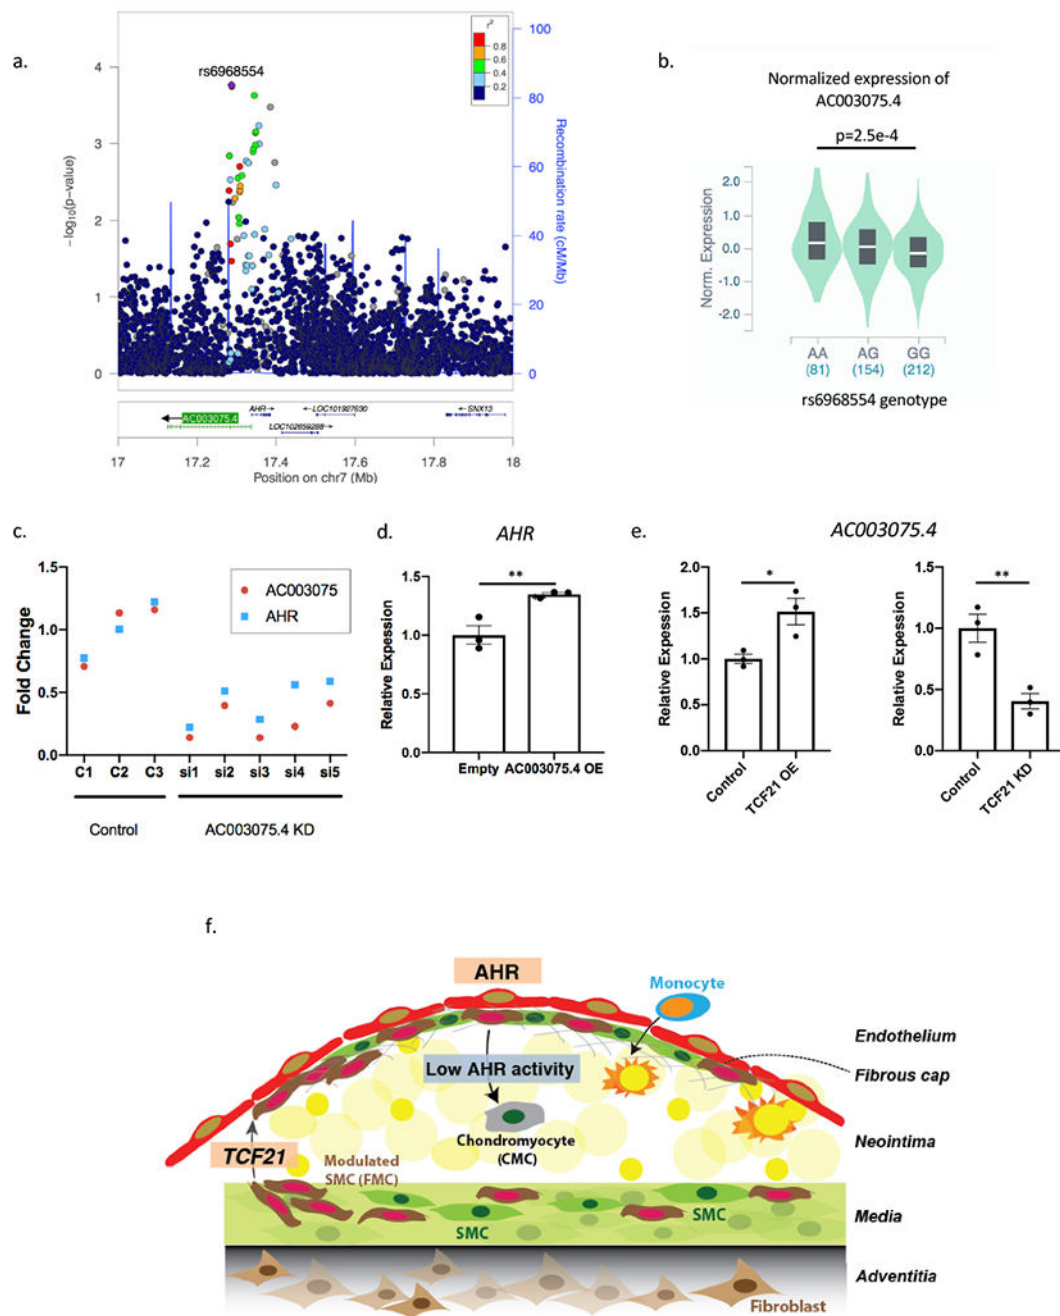 a.
rs6968554
r²
0.8
0.6
0.4
0.2
−log₁₀(p−value)
4
3
2
1
0
100
80
60
40
20
0
Recombination rate (cM/Mb)
AC003075.4
AHR
LOC101927630
LOC102659288
SNX13
17
17.2
17.4
17.6
17.8
18
Position on chr7 (Mb)
b.
Normalized expression of
AC003075.4
p=2.5e-4
Norm. Expression
2.0
1.0
0.0
-1.0
-2.0
AA AG GG
(81) (154) (212)
rs6968554 genotype
c.
Fold Change
1.5
1.0
0.5
0.0
AC003075
AHR
C1 C2 C3 si1 si2 si3 si4 si5
Control AC003075.4 KD
d.
AHR
**
Relative Expession
1.5
1.0
0.5
0.0
Empty AC003075.4 OE
e.
AC003075.4
*
Relative Expression
2.0
1.5
1.0
0.5
0.0
Control
TCF21 OE
**
Relative Expression
1.5
1.0
0.5
0.0
Control
TCF21 KD
f.
AHR
Monocyte
Endothelium
Low AHR activity
Fibrous cap
Chondromyocyte
(CMC)
Neointima
TCF21
Modulated
SMC (FMC)
SMC
SMC
Media
Adventitia
Fibroblast